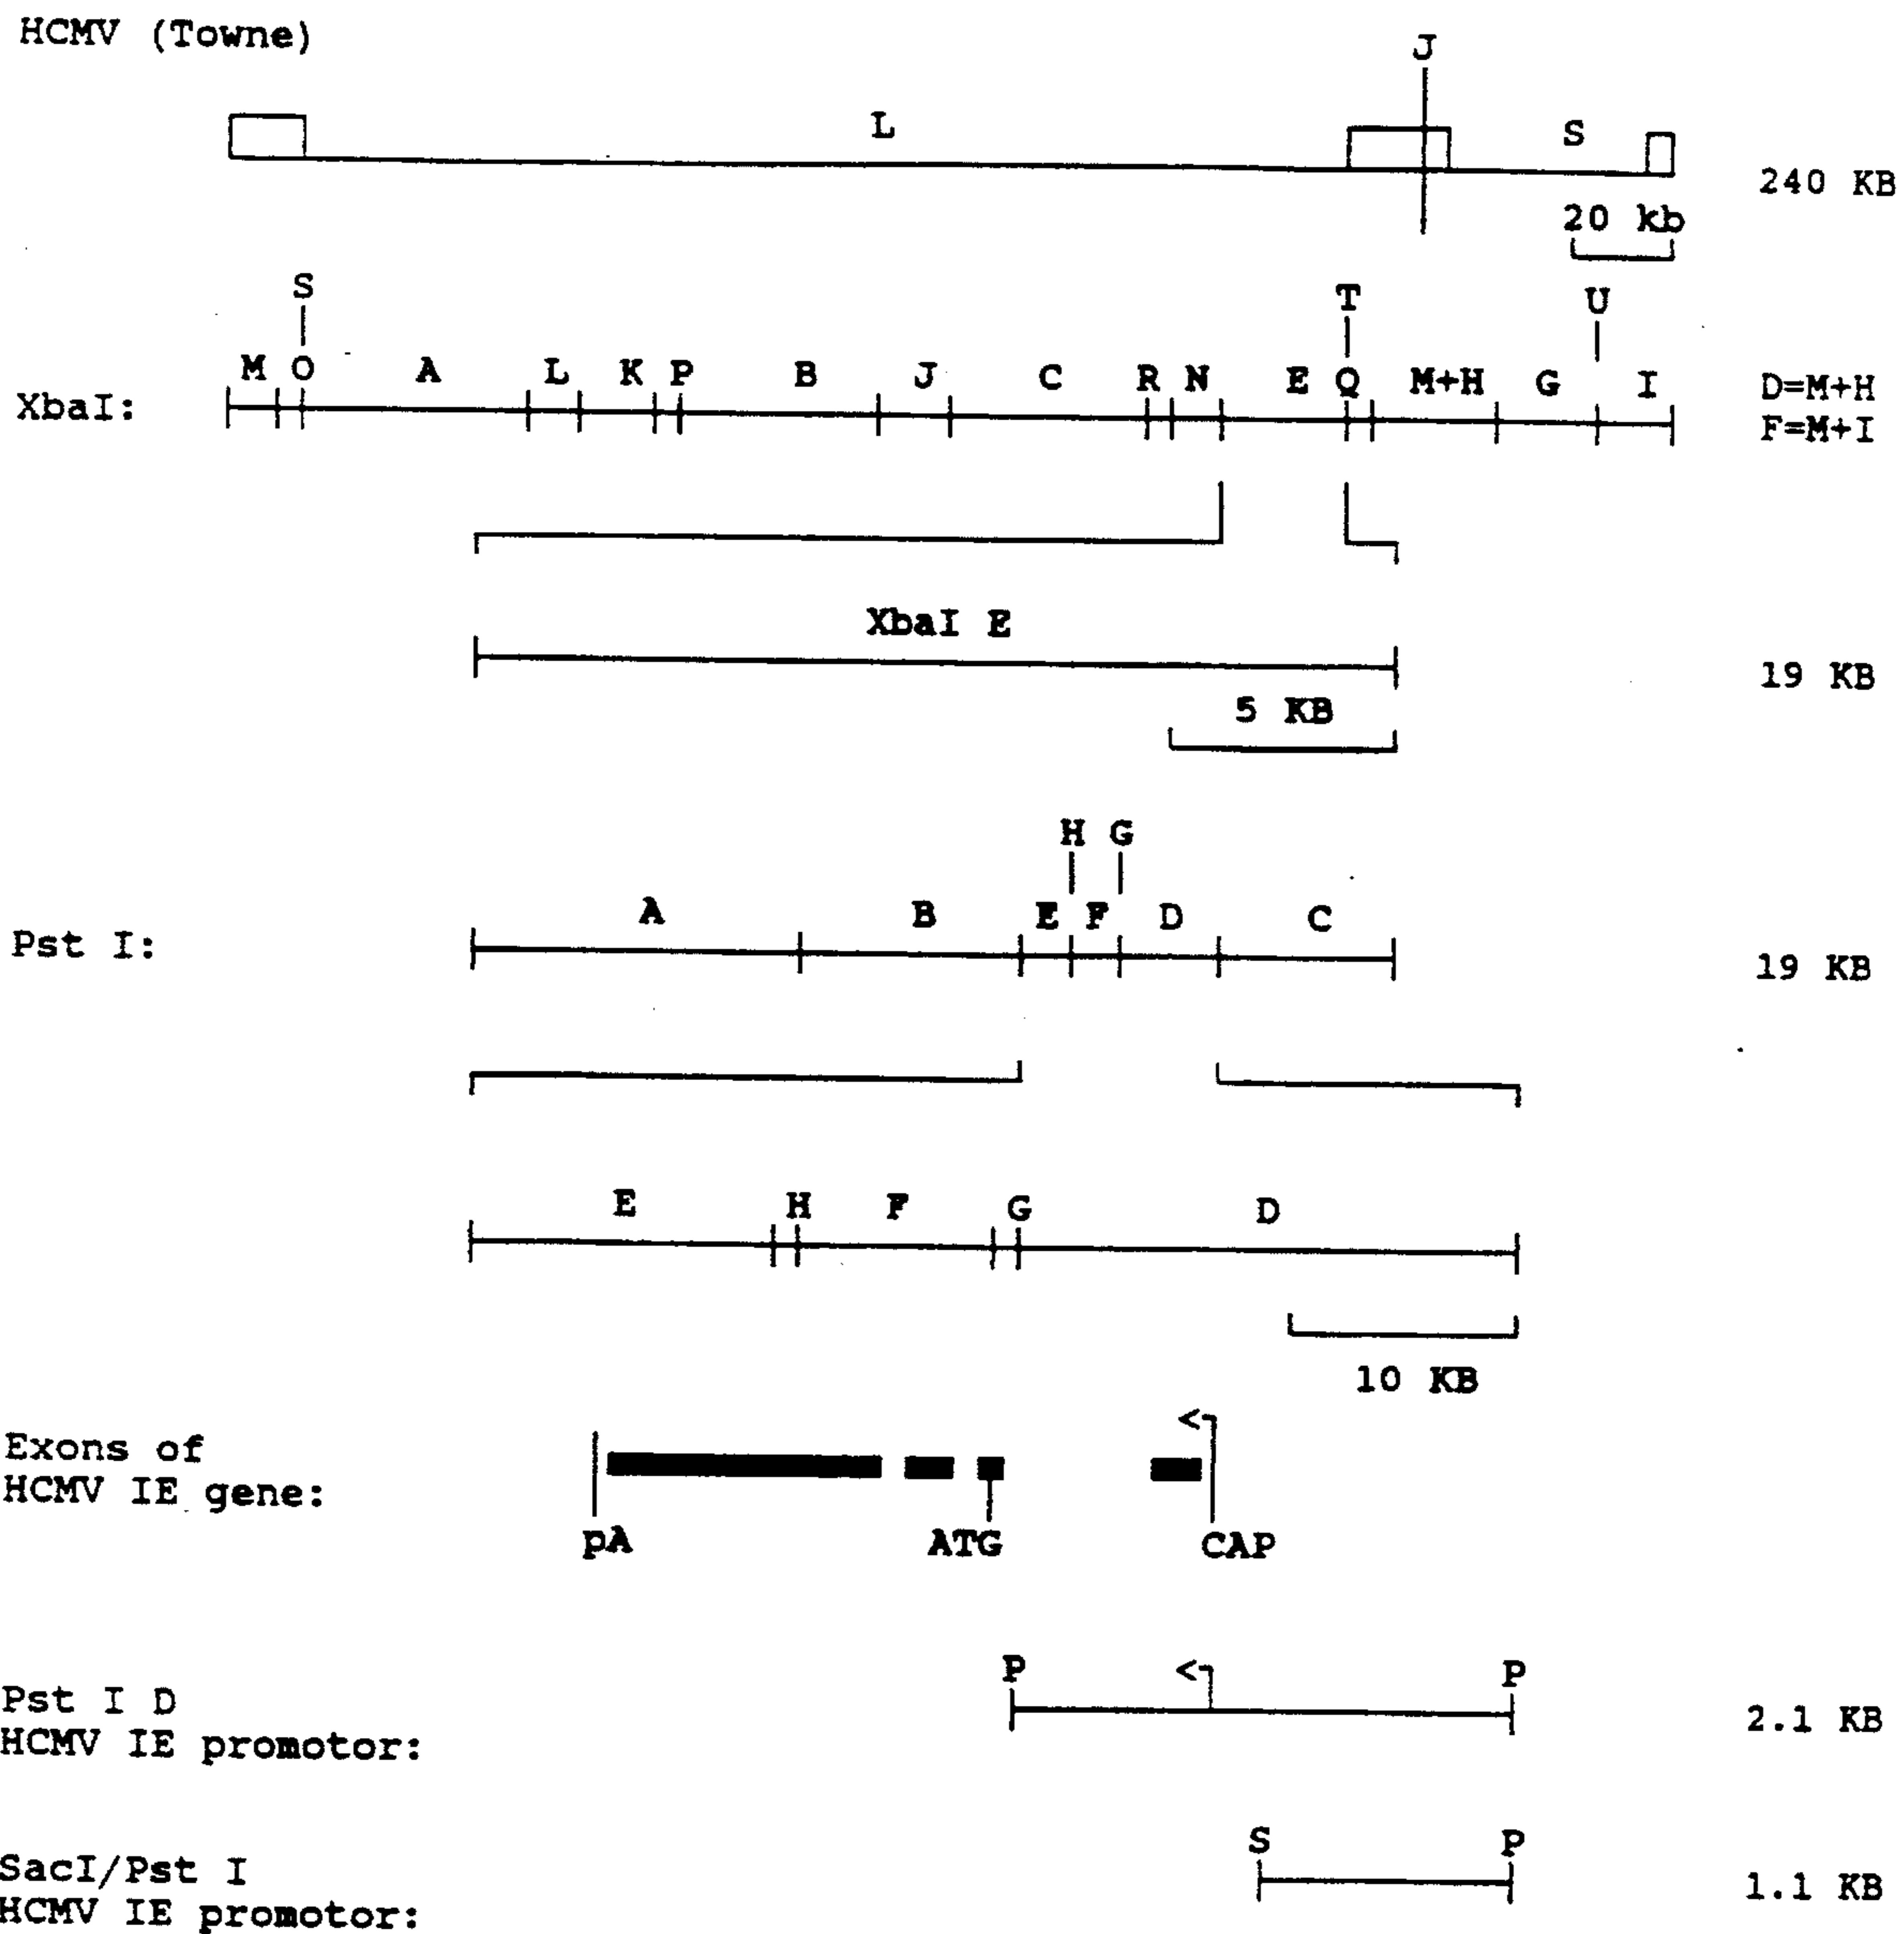 HCMV (Towne)
J
L
S
240 KB
20 kb
S
T
U
M O A L K P B J C R N E Q M+H G I
XbaI:
D=M+H
F=M+I
XbaI E
19 KB
5 KB
H G
A B E F D C
Pst I:
19 KB
E H F G D
10 KB
<
Exons of
HCMV IE gene:
pA
ATG
CAP
P
<
P
Pst I D
HCMV IE promotor:
2.1 KB
S
P
SacI/Pst I
HCMV IE promotor:
1.1 KB